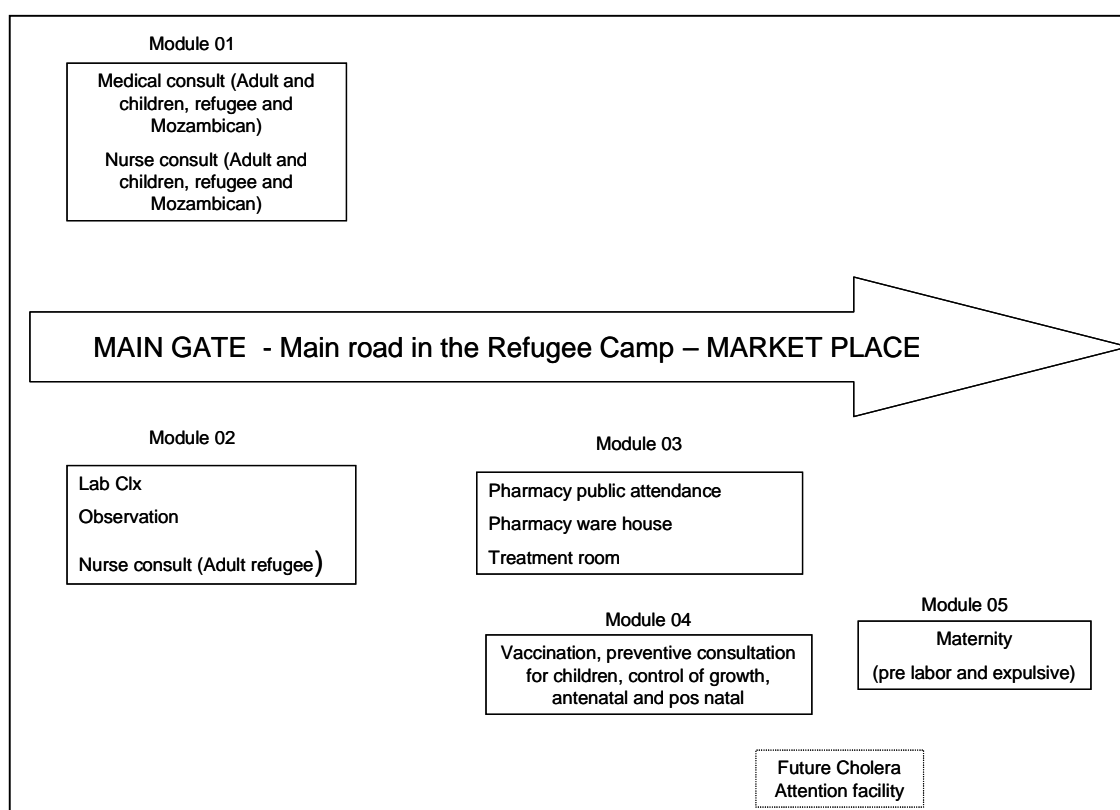 Module 01
Medical consult (Adult and
children, refugee and
Mozambican)
Nurse consult (Adult and
children, refugee and
Mozambican)
MAIN GATE - Main road in the Refugee Camp – MARKET PLACE
Module 02
Lab Clx
Observation
Nurse consult (Adult refugee)
Module 03
Pharmacy public attendance
Pharmacy ware house
Treatment room
Module 04
Vaccination, preventive consultation
for children, control of growth,
antenatal and pos natal
Module 05
Maternity
(pre labor and expulsive)
Future Cholera
Attention facility